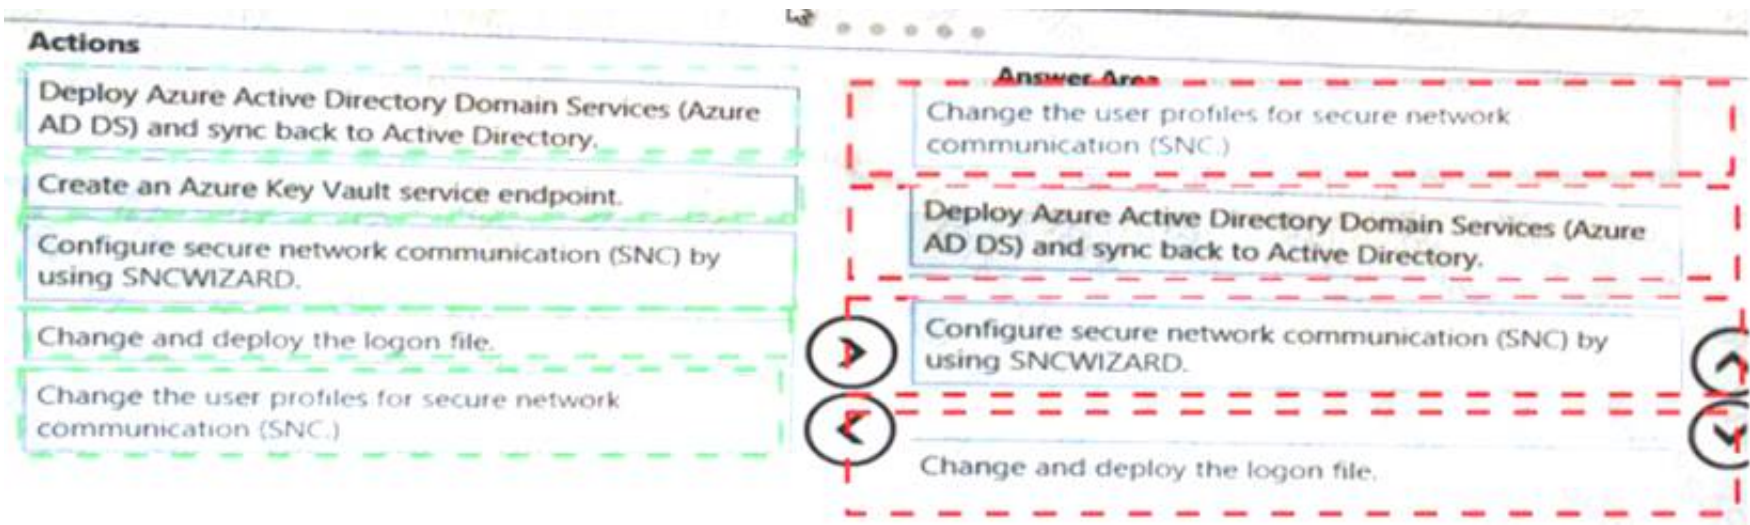 Actions
Deploy Azure Active Directory Domain Services (Azure
AD DS) and sync back to Active Directory.
Create an Azure Key Vault service endpoint.
Configure secure network communication (SNC) by
using SNCWIZARD.
Change and deploy the logon file.
Change the user profiles for secure network
communication (SNC.)
Answer Area
Change the user profiles for secure network
communication (SNC.)
Deploy Azure Active Directory Domain Services (Azure
AD DS) and sync back to Active Directory.
Configure secure network communication (SNC) by
using SNCWIZARD.
Change and deploy the logon file.